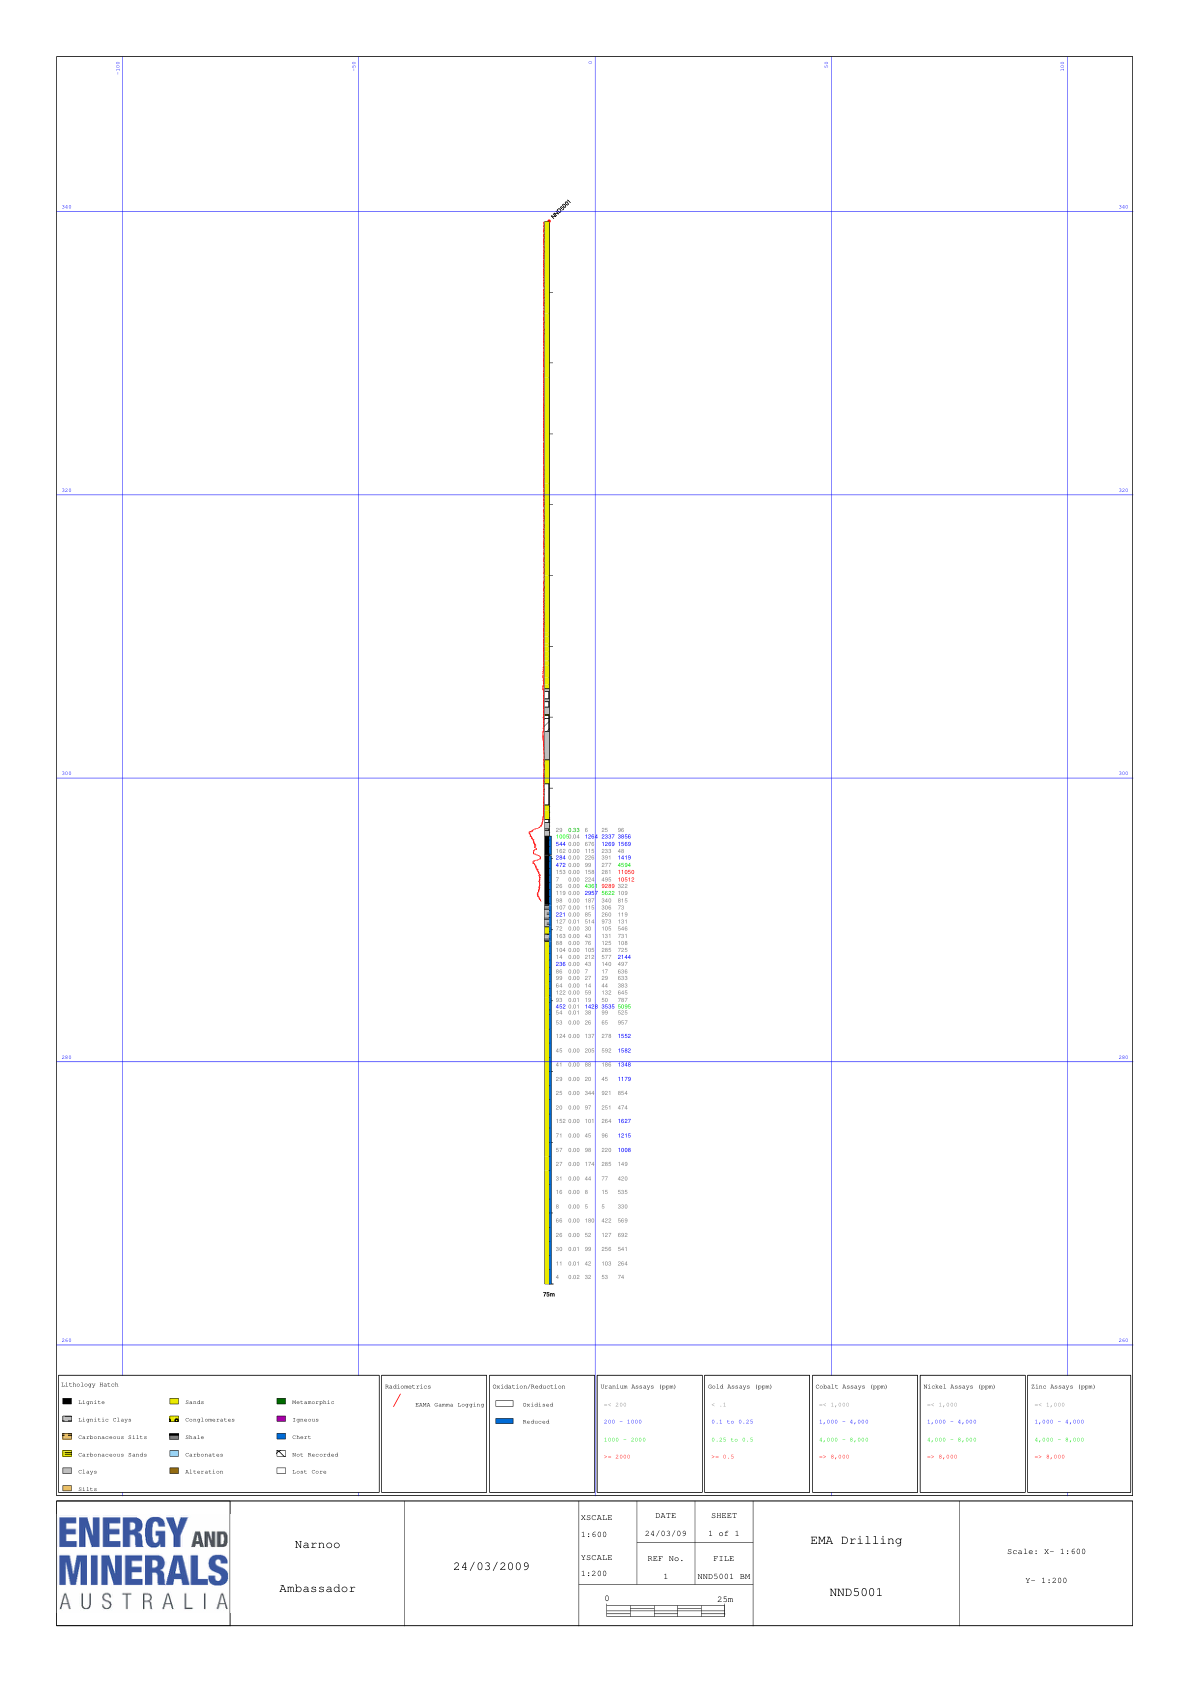 -100 -50 0 50 100
NND5001
340 340
320 320
300 300
29 0.33 8 25 96
0.04 1264 2337 3856
544 0.00 676 1269 1569
162 0.00 115 233 48
284 0.00 226 391 1419
472 0.00 99 277 4504
153 0.00 158 281 11050
7 0.00 224 495 10512
26 0.00 4361 9289 322
119 0.00 2957 5622 109
98 0.00 187 340 815
107 0.00 115 306 73
221 0.00 85 260 119
127 0.01 514 973 131
72 0.00 30 105 546
163 0.00 43 131 731
88 0.00 76 125 108
104 0.00 105 285 725
14 0.00 212 577 2144
236 0.00 43 140 497
86 0.00 7 17 635
99 0.00 27 29 633
64 0.00 14 44 383
122 0.00 59 132 645
93 0.01 19 50 787
452 0.01 1428 3535 5095
54 0.01 38 99 525
53 0.00 26 65 957
124 0.00 137 278 1552
45 0.00 205 592 1582
280 280
41 0.00 88 186 1348
29 0.00 20 45 1179
25 0.00 344 921 854
20 0.00 97 251 474
152 0.00 101 264 1627
71 0.00 45 96 1215
57 0.00 98 220 1008
27 0.00 174 285 149
31 0.00 44 77 420
16 0.00 6 15 535
8 0.00 5 5 330
66 0.00 180 422 569
26 0.00 52 127 692
30 0.01 99 256 541
11 0.01 42 103 264
4 0.02 32 53 74
75m
260 260
Lithology Hatch
Lignite Sands Metamorphic
Lignitic Clays Conglomerates Igneous
Carbonaceous Silts Shale Chert
Carbonaceous Sands Carbonates Not Recorded
Clays Alteration Lost Core
Silts
Radiometrics
EAMA Gamma Logging
Oxidation/Reduction
Oxidised
Reduced
Uranium Assays (ppm)
=< 200
200 - 1000
1000 - 2000
>= 2000
Gold Assays (ppm)
< .1
0.1 to 0.25
0.25 to 0.5
>= 0.5
Cobalt Assays (ppm)
=< 1,000
1,000 - 4,000
4,000 - 8,000
=> 8,000
Nickel Assays (ppm)
=< 1,000
1,000 - 4,000
4,000 - 8,000
=> 8,000
Zinc Assays (ppm)
=< 1,000
1,000 - 4,000
4,000 - 8,000
=> 8,000
ENERGY AND
MINERALS
AUSTRALIA
Narnoo
Ambassador
24/03/2009
XSCALE
1:600
YSCALE
1:200
DATE
24/03/09
SHEET
1 of 1
REF No.
1
FILE
NND5001 BM
0 25m
EMA Drilling
NND5001
Scale: X- 1:600
Y- 1:200